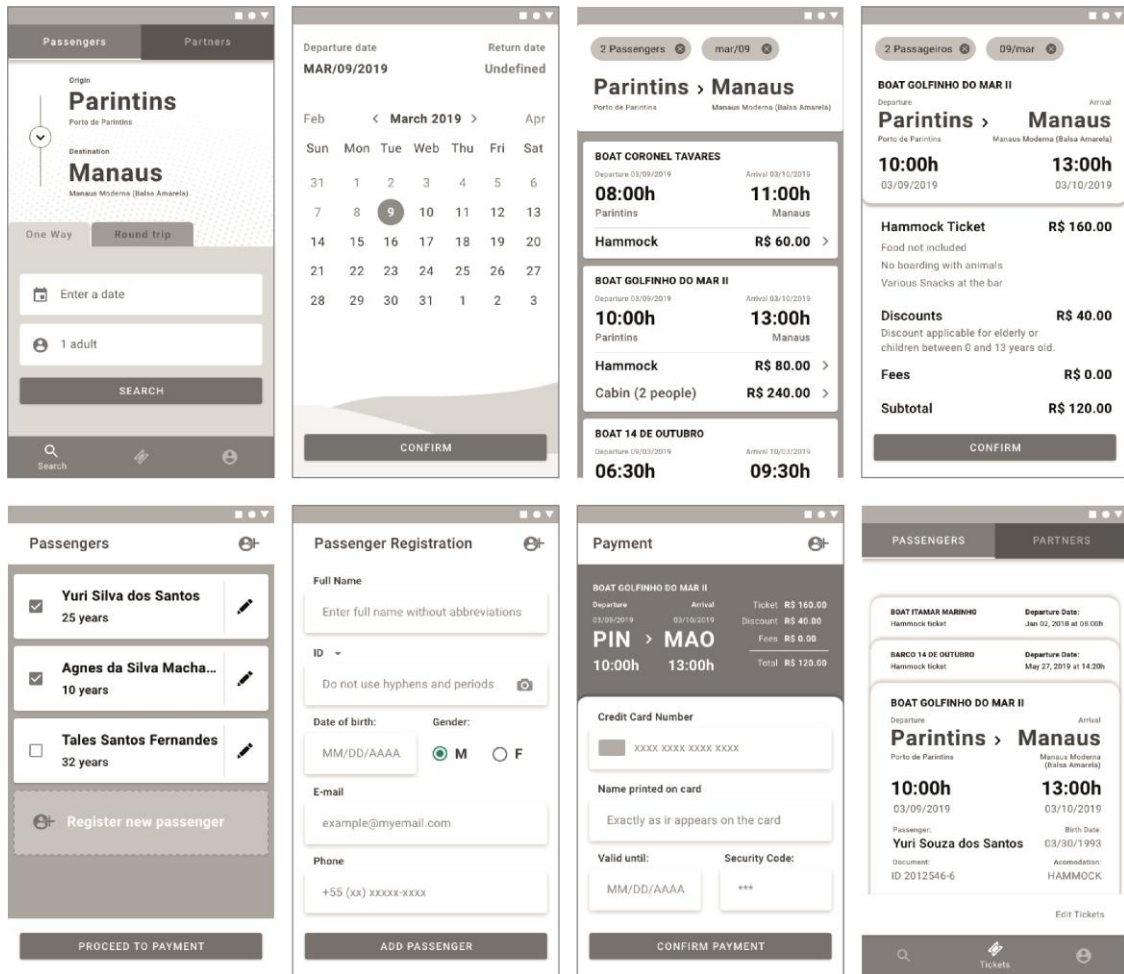 Passengers Partners
Origin
Parintins
Porto de Parintins
Destination
Manaus
Manaus Moderna (Balsa Amarela)
One Way Round trip
Enter a date
1 adult
SEARCH
Search
Departure date Return date
MAR/09/2019 Undefined
Feb < March 2019 > Apr
Sun Mon Tue Web Thu Fri Sat
31 1 2 3 4 5 6
7 8 9 10 11 12 13
14 15 16 17 18 19 20
21 22 23 24 25 26 27
28 29 30 31 1 2 3
CONFIRM
2 Passengers mar/09
Parintins > Manaus
Porto de Parintins Manaus Moderna (Balsa Amarela)
BOAT CORONEL TAVARES
Departure 03/09/2019 Arrival 03/10/2019
08:00h 11:00h
Parintins Manaus
Hammock R$ 60.00 >
BOAT GOLFINHO DO MAR II
Departure 03/09/2019 Arrival 03/10/2019
10:00h 13:00h
Parintins Manaus
Hammock R$ 80.00 >
Cabin (2 people) R$ 240.00 >
BOAT 14 DE OUTUBRO
Departure 09/03/2019 Arrival 10/03/2019
06:30h 09:30h
2 Passageiros 09/mar
BOAT GOLFINHO DO MAR II
Departure Arrival
Parintins > Manaus
Porto de Parintins Manaus Moderna (Balsa Amarela)
10:00h 13:00h
03/09/2019 03/10/2019
Hammock Ticket R$ 160.00
Food not included
No boarding with animals
Various Snacks at the bar
Discounts R$ 40.00
Discount applicable for elderly or
children between 0 and 13 years old.
Fees R$ 0.00
Subtotal R$ 120.00
CONFIRM
Passengers
Yuri Silva dos Santos
25 years
Agnes da Silva Macha...
10 years
Tales Santos Fernandes
32 years
Register new passenger
PROCEED TO PAYMENT
Passenger Registration
Full Name
Enter full name without abbreviations
ID
Do not use hyphens and periods
Date of birth: Gender:
MM/DD/AAAA M F
E-mail
example@myemail.com
Phone
+55 (xx) xxxxx-xxxx
ADD PASSENGER
Payment
BOAT GOLFINHO DO MAR II
Departure Arrival Ticket R$ 160.00
03/09/2019 03/10/2019 Discount R$ 40.00
PIN > MAO Fees R$ 0.00
10:00h 13:00h Total R$ 120.00
Credit Card Number
xxxx xxxx xxxx xxxx
Name printed on card
Exactly as ir appears on the card
Valid until: Security Code:
MM/DD/AAAA ***
CONFIRM PAYMENT
PASSENGERS PARTNERS
BOAT ITAMAR MARINHO Departure Date:
Hammock ticket Jan 02, 2018 at 08:00h
BARCO 14 DE OUTUBRO Departure Date:
Hammock ticket May 27, 2019 at 14:20h
BOAT GOLFINHO DO MAR II
Departure Arrival
Parintins > Manaus
Porto de Parintins Manaus Moderna
(Balsa Amarela)
10:00h 13:00h
03/09/2019 03/10/2019
Passenger: Birth Date:
Yuri Souza dos Santos 03/30/1993
Document: Acomodation:
ID 2012546-6 HAMMOCK
Edit Tickets
Tickets